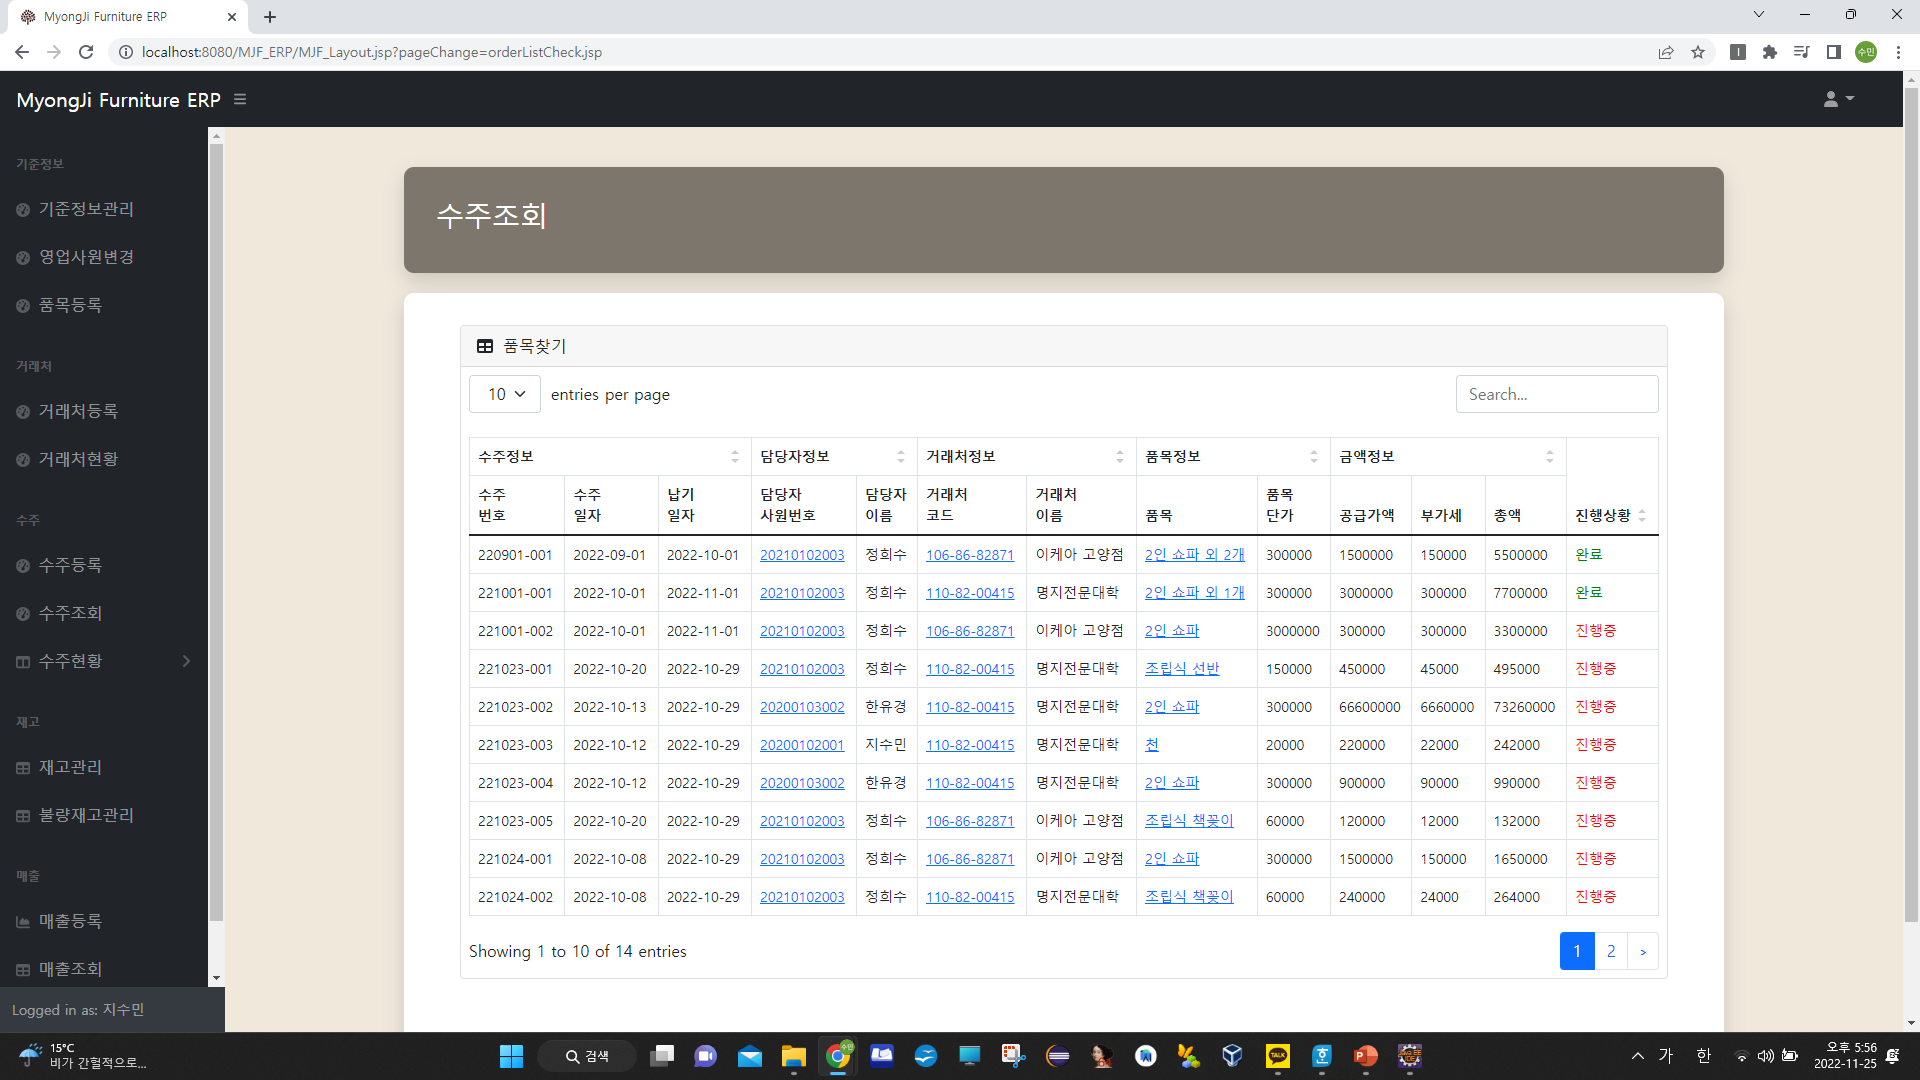 MyongJi Furniture ERP
localhost:8080/MJF_ERP/MJF_Layout.jsp?pageChange=orderListCheck.jsp
수민
MyongJi Furniture ERP
기준정보
기준정보관리
영업사원변경
품목등록
거래처
거래처등록
거래처현황
수주
수주등록
수주조회
수주현황
재고
재고관리
불량재고관리
매출
매출등록
매출조회
Logged in as: 지수민
수주조회
품목찾기
10 entries per page
Search...
수주정보 담당자정보 거래처정보 품목정보 금액정보
수주 번호 수주 일자 납기 일자 담당자 사원번호 담당자 이름 거래처 코드 거래처 이름 품목 품목 단가 공급가액 부가세 총액 진행상황
220901-001 2022-09-01 2022-10-01 20210102003 정희수 106-86-82871 이케아 고양점 2인 쇼파 외 2개 300000 1500000 150000 5500000 완료
221001-001 2022-10-01 2022-11-01 20210102003 정희수 110-82-00415 명지전문대학 2인 쇼파 외 1개 300000 3000000 300000 7700000 완료
221001-002 2022-10-01 2022-11-01 20210102003 정희수 106-86-82871 이케아 고양점 2인 쇼파 3000000 300000 300000 3300000 진행중
221023-001 2022-10-20 2022-10-29 20210102003 정희수 110-82-00415 명지전문대학 조립식 선반 150000 450000 45000 495000 진행중
221023-002 2022-10-13 2022-10-29 20200103002 한유경 110-82-00415 명지전문대학 2인 쇼파 300000 66600000 6660000 73260000 진행중
221023-003 2022-10-12 2022-10-29 20200102001 지수민 110-82-00415 명지전문대학 천 20000 220000 22000 242000 진행중
221023-004 2022-10-12 2022-10-29 20200103002 한유경 110-82-00415 명지전문대학 2인 쇼파 300000 900000 90000 990000 진행중
221023-005 2022-10-20 2022-10-29 20210102003 정희수 106-86-82871 이케아 고양점 조립식 책꽂이 60000 120000 12000 132000 진행중
221024-001 2022-10-08 2022-10-29 20210102003 정희수 106-86-82871 이케아 고양점 2인 쇼파 300000 1500000 150000 1650000 진행중
221024-002 2022-10-08 2022-10-29 20210102003 정희수 110-82-00415 명지전문대학 조립식 책꽂이 60000 240000 24000 264000 진행중
Showing 1 to 10 of 14 entries
1 2 >
15°C
비가 간헐적으로...
검색
수민
TALK
가 한
오후 5:56
2022-11-25